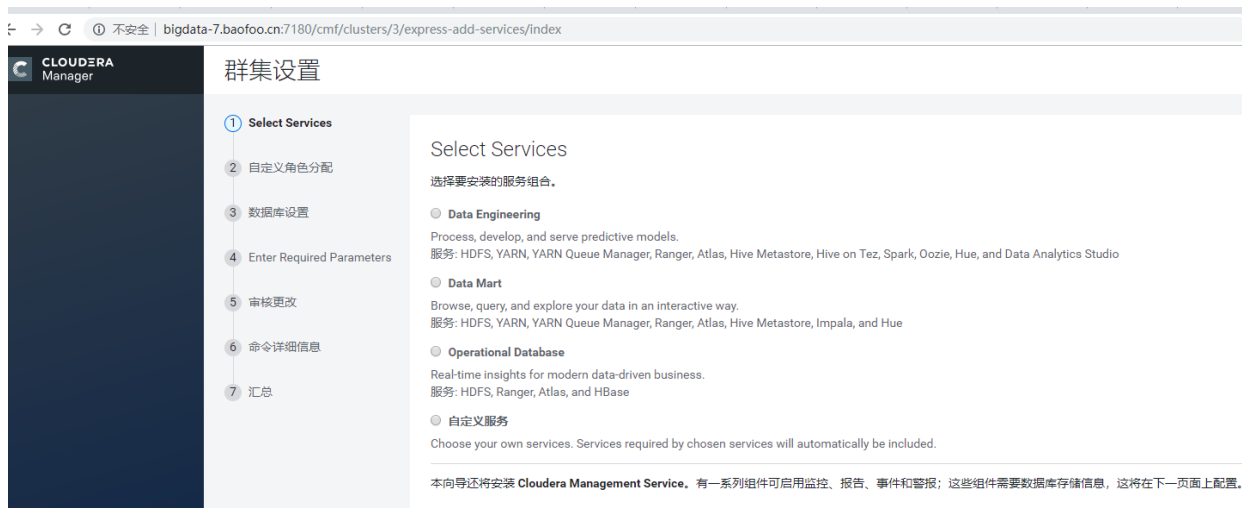 不安全 | bigdata-7.baofoo.cn:7180/cmf/clusters/3/express-add-services/index
CLOUDERA
Manager
群集设置
1 Select Services
2 自定义角色分配
3 数据库设置
4 Enter Required Parameters
5 审核更改
6 命令详细信息
7 汇总
Select Services
选择要安装的服务组合。
Data Engineering
Process, develop, and serve predictive models.
服务: HDFS, YARN, YARN Queue Manager, Ranger, Atlas, Hive Metastore, Hive on Tez, Spark, Oozie, Hue, and Data Analytics Studio
Data Mart
Browse, query, and explore your data in an interactive way.
服务: HDFS, YARN, YARN Queue Manager, Ranger, Atlas, Hive Metastore, Impala, and Hue
Operational Database
Real-time insights for modern data-driven business.
服务: HDFS, Ranger, Atlas, and HBase
自定义服务
Choose your own services. Services required by chosen services will automatically be included.
本向导还将安装 Cloudera Management Service。有一系列组件可启用监控、报告、事件和警报；这些组件需要数据库存储信息，这将在下一页面上配置。